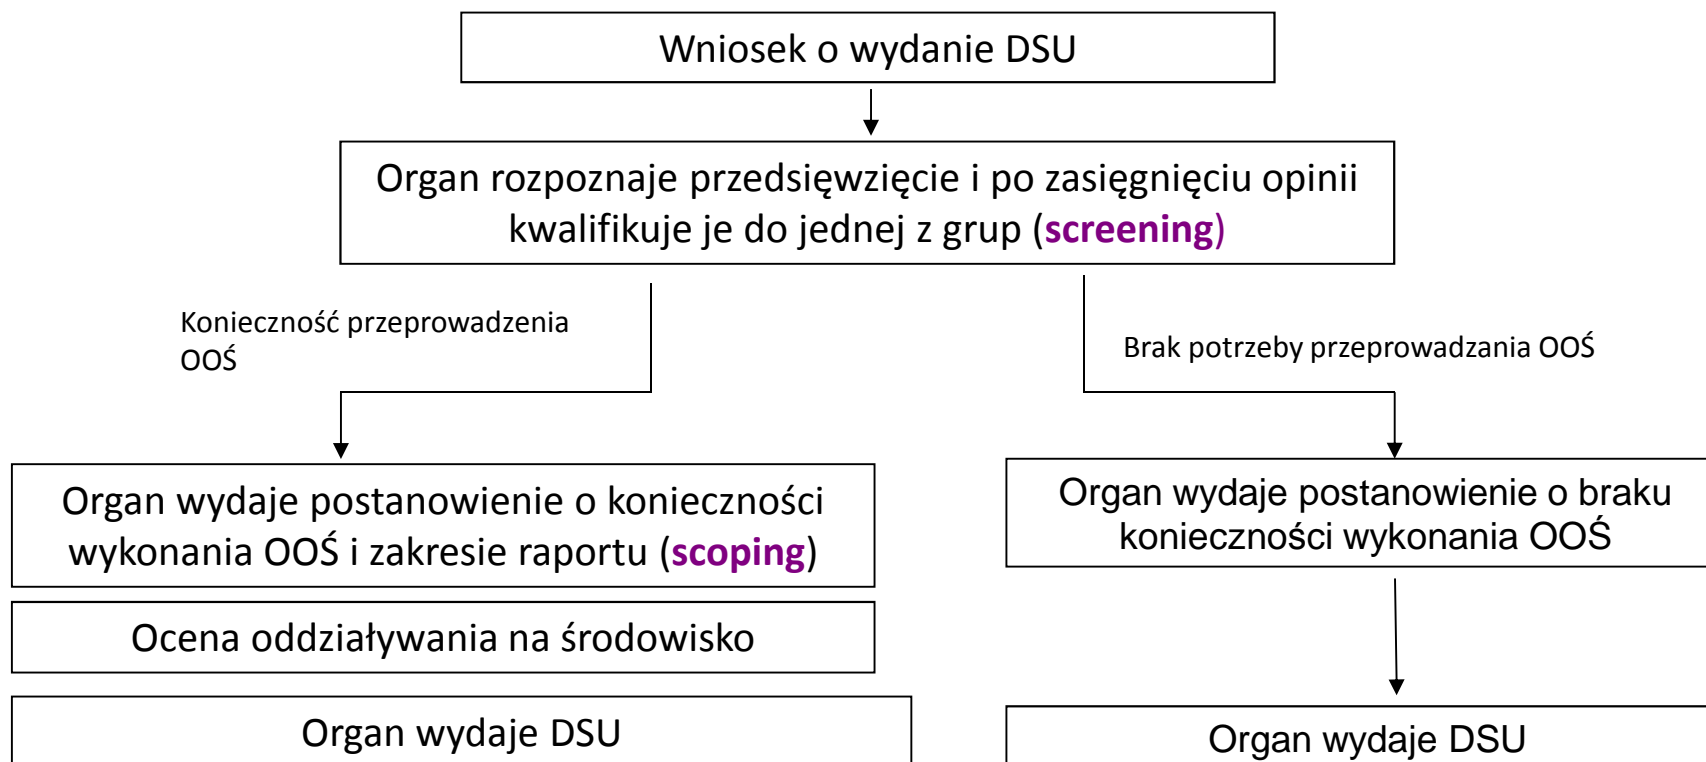 Wniosek o wydanie DSU
Organ rozpoznaje przedsięwzięcie i po zasięgnięciu opinii
kwalifikuje je do jednej z grup (screening)
Konieczność przeprowadzenia
OOŚ
Brak potrzeby przeprowadzania OOŚ
Organ wydaje postanowienie o konieczności
wykonania OOŚ i zakresie raportu (scoping)
Organ wydaje postanowienie o braku
konieczności wykonania OOŚ
Ocena oddziaływania na środowisko
Organ wydaje DSU
Organ wydaje DSU